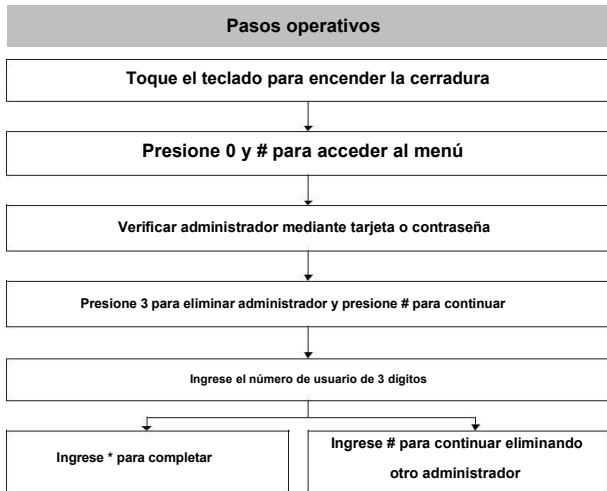 Pasos operativos
Toque el teclado para encender la cerradura
Presione 0 y # para acceder al menú
Verificar administrador mediante tarjeta o contraseña
Presione 3 para eliminar administrador y presione # para continuar
Ingrese el número de usuario de 3 dígitos
Ingrese * para completar
Ingrese # para continuar eliminando
otro administrador